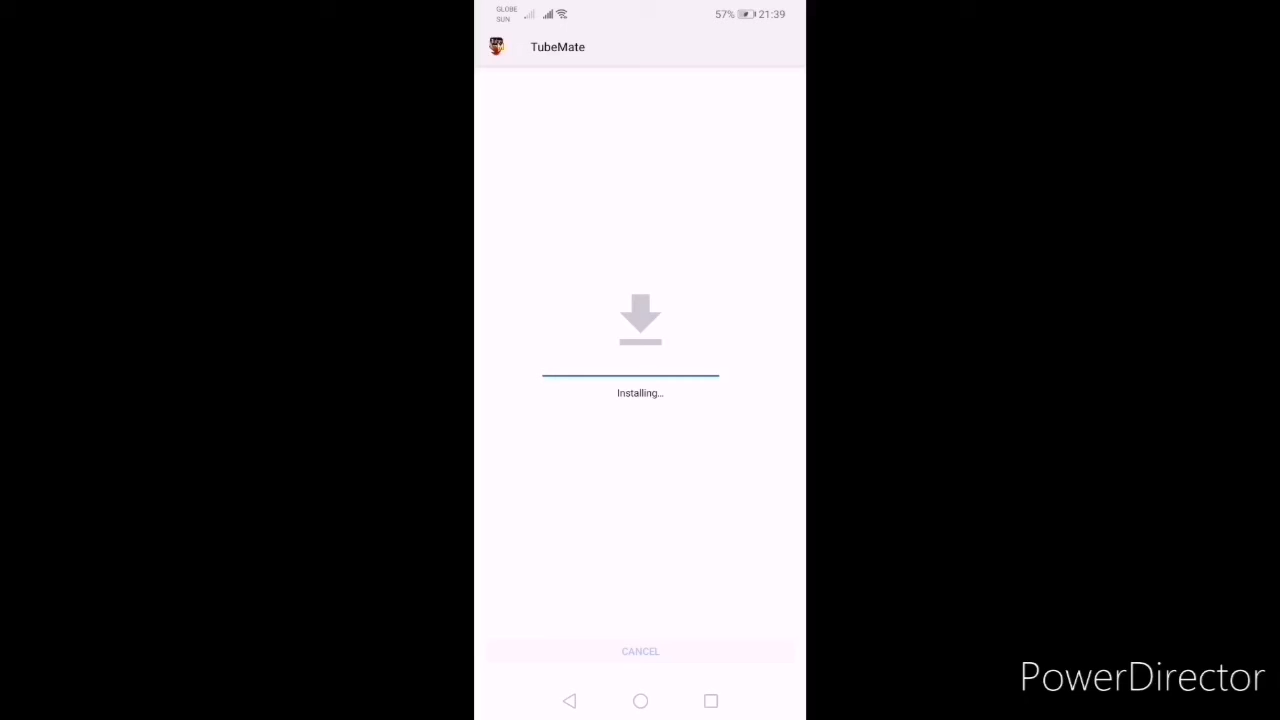 GLOBE
SUN
57% 21:39
TubeMate
Installing...
CANCEL
PowerDirector